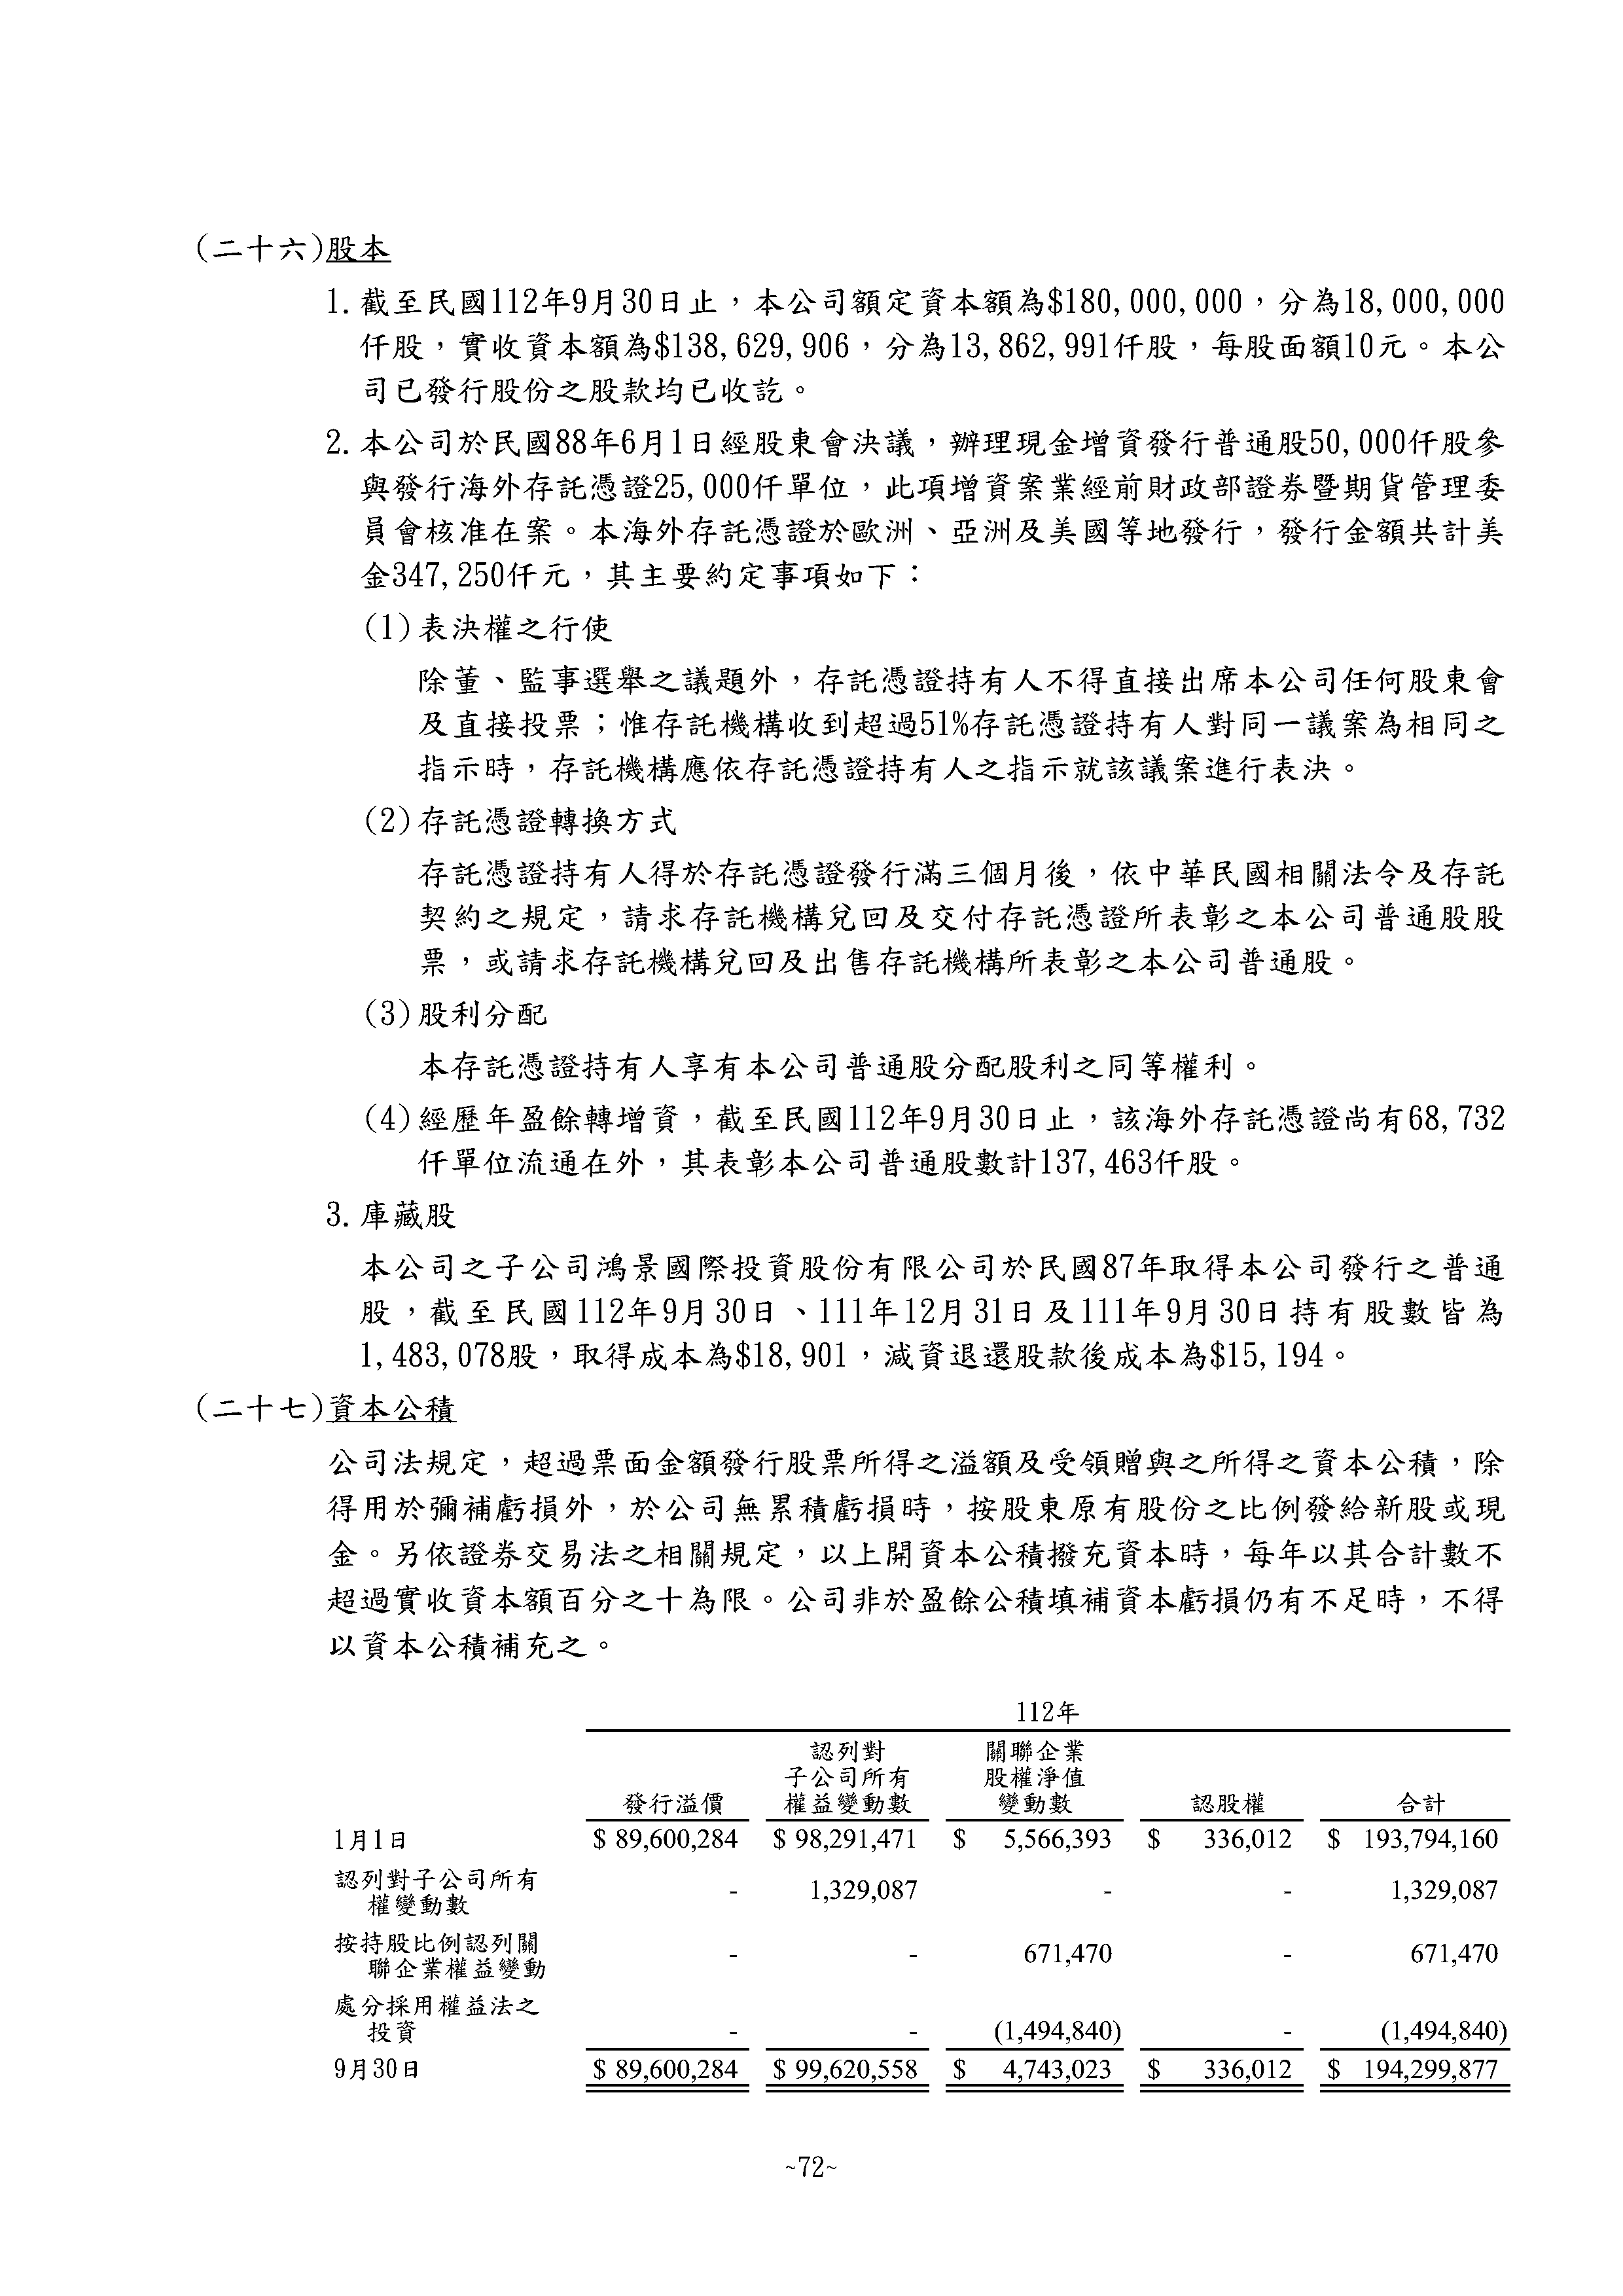 (二十六)股本
1.截至民國112年9月30日止，本公司額定資本額為$180,000,000，分為18,000,000
仟股，實收資本額為$138,629,906，分為13,862,991仟股，每股面額10元。本公
司已發行股份之股款均已收訖。
2.本公司於民國88年6月1日經股東會決議，辦理現金增資發行普通股50,000仟股參
與發行海外存託憑證25,000仟單位，此項增資案業經前財政部證券暨期貨管理委
員會核准在案。本海外存託憑證於歐洲、亞洲及美國等地發行，發行金額共計美
金347,250仟元，其主要約定事項如下：
(1)表決權之行使
除董、監事選舉之議題外，存託憑證持有人不得直接出席本公司任何股東會
及直接投票；惟存託機構收到超過51%存託憑證持有人對同一議案為相同之
指示時，存託機構應依存託憑證持有人之指示就該議案進行表決。
(2)存託憑證轉換方式
存託憑證持有人得於存託憑證發行滿三個月後，依中華民國相關法令及存託
契約之規定，請求存託機構兌回及交付存託憑證所表彰之本公司普通股股
票，或請求存託機構兌回及出售存託機構所表彰之本公司普通股。
(3)股利分配
本存託憑證持有人享有本公司普通股分配股利之同等權利。
(4)經歷年盈餘轉增資，截至民國112年9月30日止，該海外存託憑證尚有68,732
仟單位流通在外，其表彰本公司普通股數計137,463仟股。
3.庫藏股
本公司之子公司鴻景國際投資股份有限公司於民國87年取得本公司發行之普通
股，截至民國112年9月30日、111年12月31日及111年9月30日持有股數皆為
1,483,078股，取得成本為$18,901，減資退還股款後成本為$15,194。
(二十七)資本公積
公司法規定，超過票面金額發行股票所得之溢額及受領贈與之所得之資本公積，除
得用於彌補虧損外，於公司無累積虧損時，按股東原有股份之比例發給新股或現
金。另依證券交易法之相關規定，以上開資本公積撥充資本時，每年以其合計數不
超過實收資本額百分之十為限。公司非於盈餘公積填補資本虧損仍有不足時，不得
以資本公積補充之。
112年
認列對 關聯企業
子公司所有 股權淨值
發行溢價 權益變動數 變動數 認股權 合計
1月1日 $ 89,600,284 $ 98,291,471 $ 5,566,393 $ 336,012 $ 193,794,160
認列對子公司所有
權變動數 - 1,329,087 - - 1,329,087
按持股比例認列關
聯企業權益變動 - - 671,470 - 671,470
處分採用權益法之
投資 - - (1,494,840) - (1,494,840)
9月30日 $ 89,600,284 $ 99,620,558 $ 4,743,023 $ 336,012 $ 194,299,877
~72~